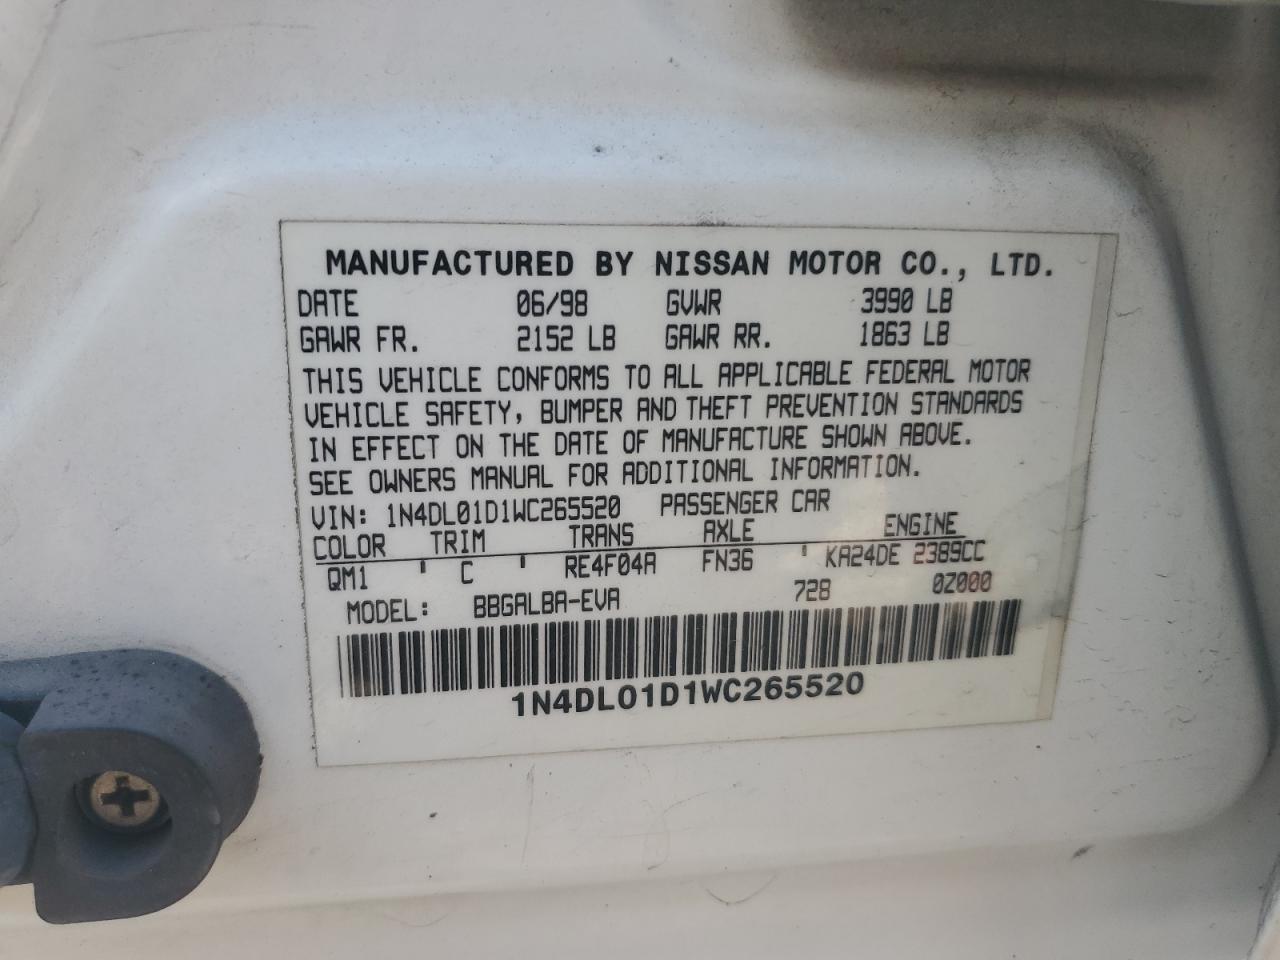 MANUFACTURED BY NISSAN MOTOR CO., LTD.
DATE 06/98 GVWR 3990 LB
GAWR FR. 2152 LB GAWR RR. 1863 LB
THIS VEHICLE CONFORMS TO ALL APPLICABLE FEDERAL MOTOR
VEHICLE SAFETY, BUMPER AND THEFT PREVENTION STANDARDS
IN EFFECT ON THE DATE OF MANUFACTURE SHOWN ABOVE.
SEE OWNERS MANUAL FOR ADDITIONAL INFORMATION.
VIN: 1N4DL01D1WC265520 PASSENGER CAR
COLOR TRIM TRANS AXLE ENGINE
QM1 ' C ' RE4F04A FN36 ' KA24DE 2389CC
MODEL: BBGALBA-EVA 728 0Z000
1N4DL01D1WC265520